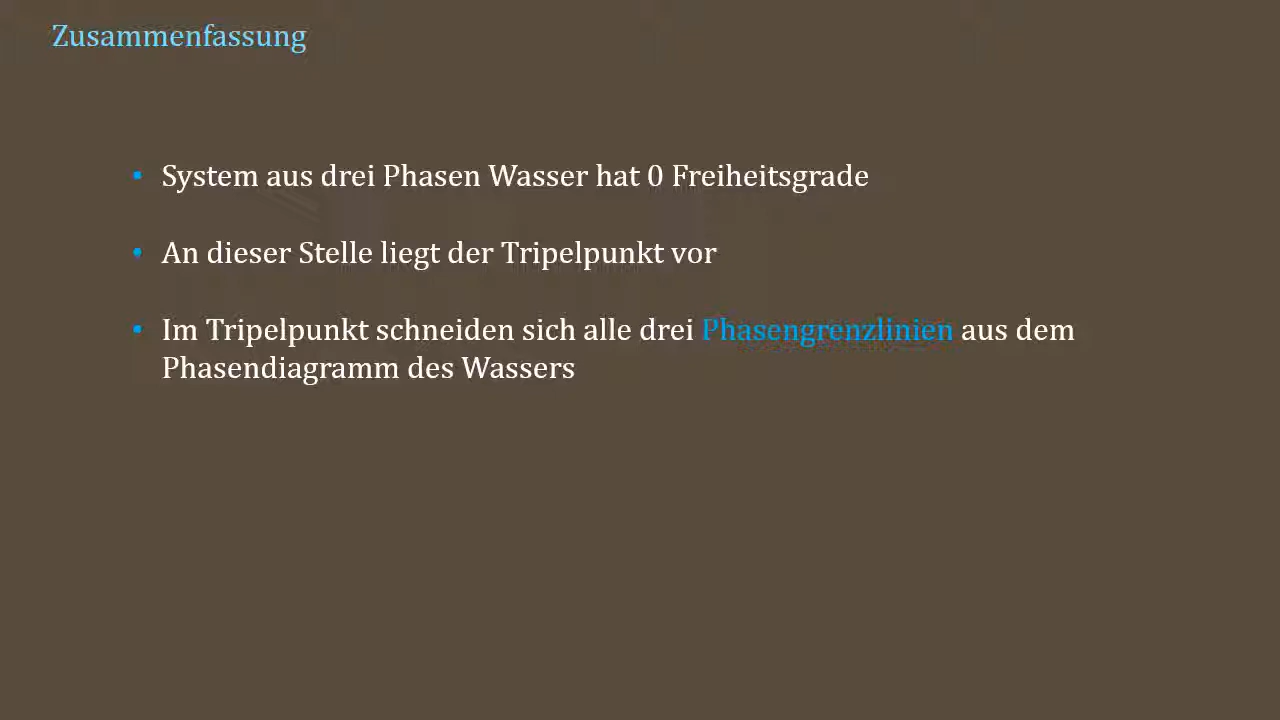 Zusammenfassung
• System aus drei Phasen Wasser hat 0 Freiheitsgrade
• An dieser Stelle liegt der Tripelpunkt vor
• Im Tripelpunkt schneiden sich alle drei Phasengrenzlinien aus dem
Phasendiagramm des Wassers